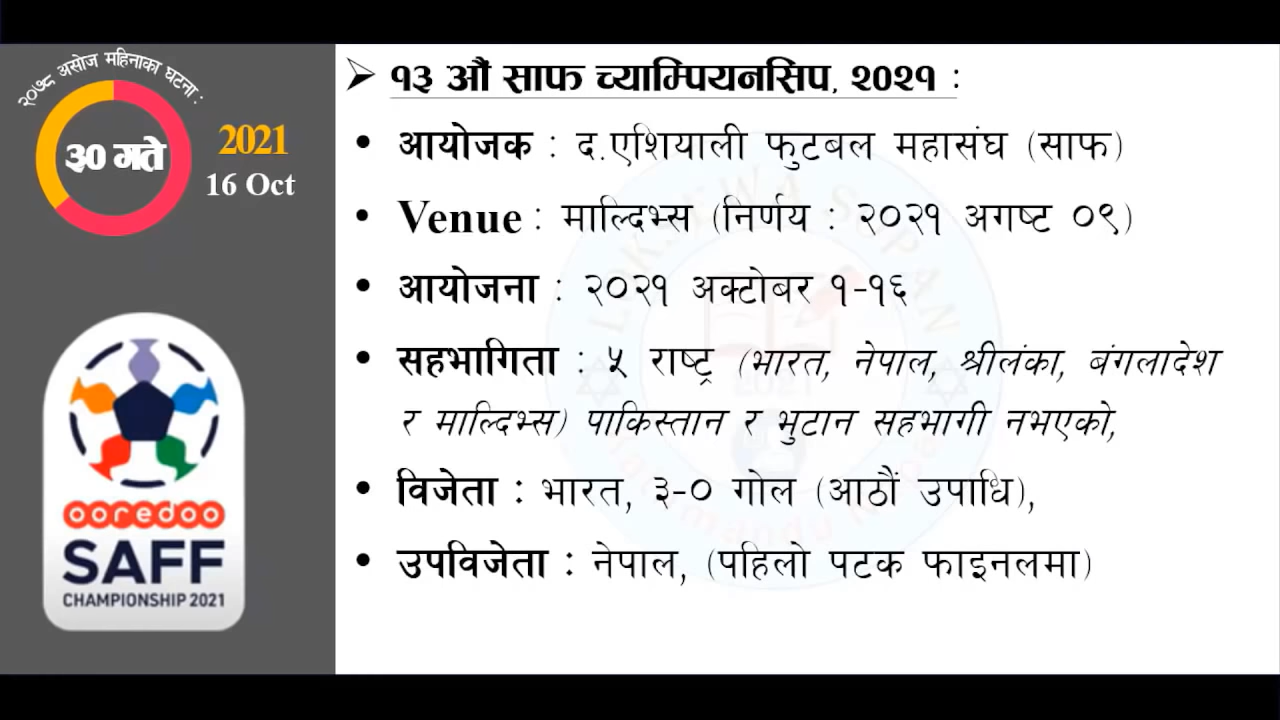 २०७८ असोज महिनाका घटना :
३० गते
2021
16 Oct
ooredoo
SAFF
CHAMPIONSHIP 2021
➢ १३ औं साफ च्याम्पियनसिप, २०२१ :
• आयोजक : द.एशियाली फुटबल महासंघ (साफ)
• Venue : माल्दिभ्स (निर्णय : २०२१ अगष्ट ०९)
• आयोजना : २०२१ अक्टोबर १-१६
• सहभागिता : ५ राष्ट्र (भारत, नेपाल, श्रीलंका, बंगलादेश
र माल्दिभ्स) पाकिस्तान र भुटान सहभागी नभएको,
• विजेता : भारत, ३-० गोल (आठौं उपाधि),
• उपविजेता : नेपाल, (पहिलो पटक फाइनलमा)
LOKSEWA SAPAN